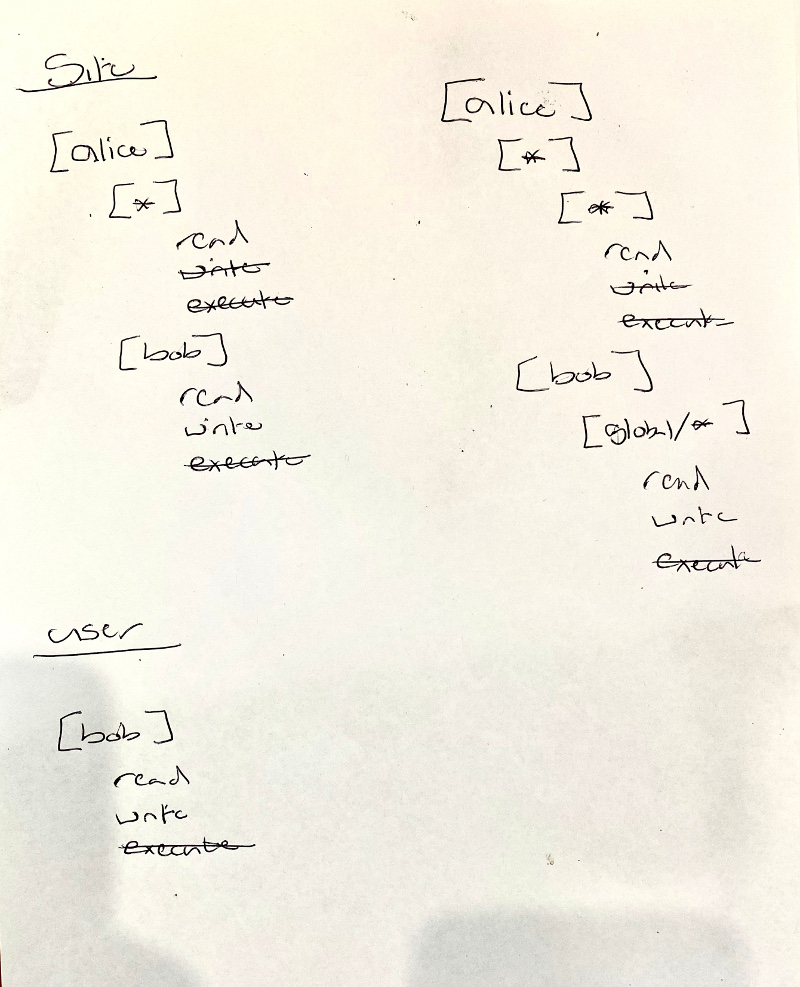 Site
[alice]
[*]
read
write
execute
[bob]
read
write
execute
[alice]
[*]
[*]
read
write
execute
[bob]
[global/*]
read
write
execute
user
[bob]
read
write
execute